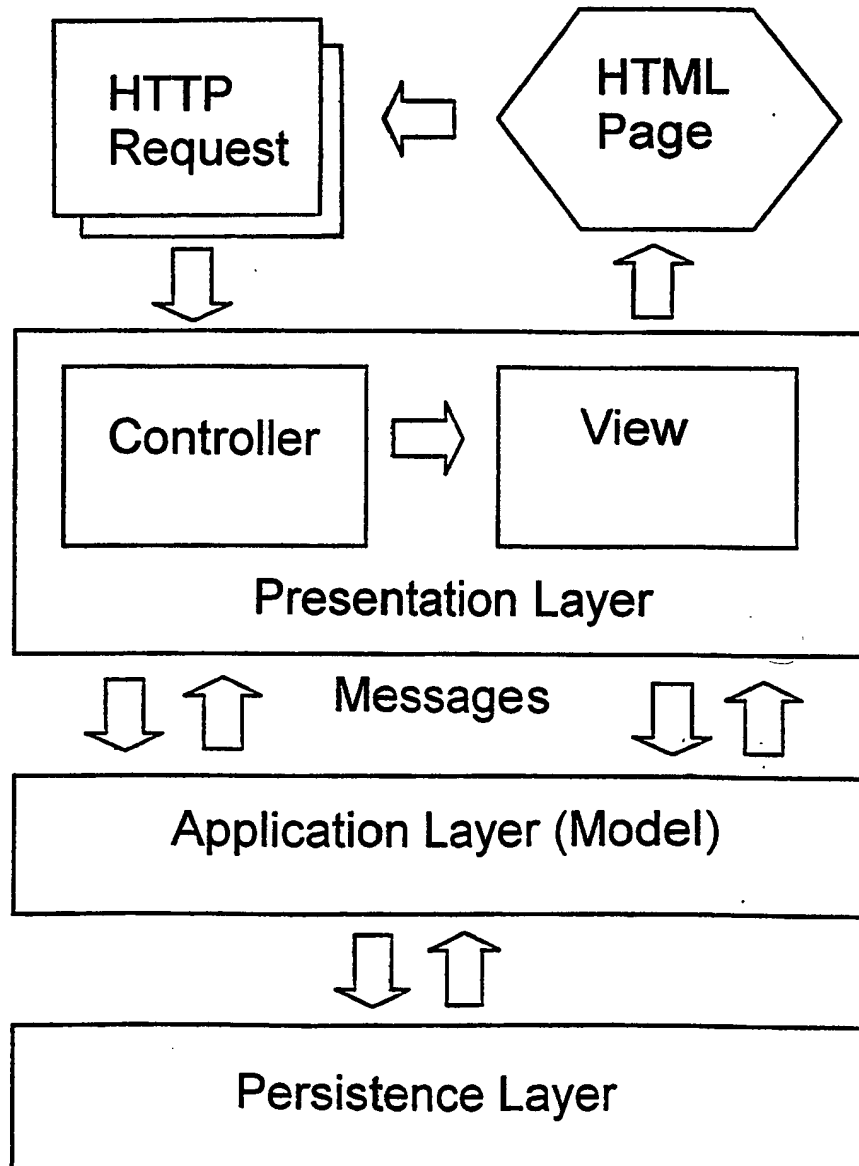 HTTP
Request
HTML
Page
Controller
View
Presentation Layer
Messages
Application Layer (Model)
Persistence Layer